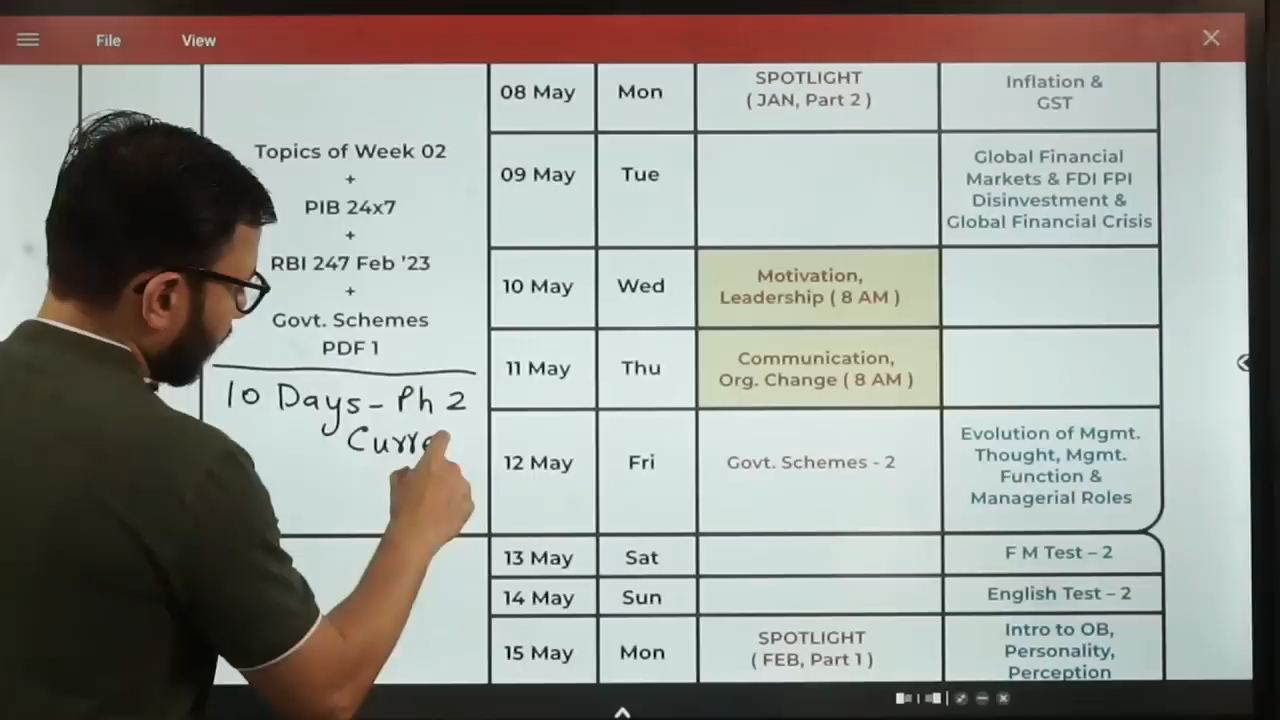 File View
08 May Mon SPOTLIGHT Inflation &
( JAN, Part 2 ) GST
Topics of Week 02
+
PIB 24x7
+
RBI 247 Feb '23
+
Govt. Schemes
PDF 1
10 Days - Ph 2
Curre
09 May Tue Global Financial
Markets & FDI FPI
Disinvestment &
Global Financial Crisis
10 May Wed Motivation,
Leadership ( 8 AM )
11 May Thu Communication,
Org. Change ( 8 AM )
12 May Fri Govt. Schemes - 2 Evolution of Mgmt.
Thought, Mgmt.
Function &
Managerial Roles
13 May Sat F M Test – 2
14 May Sun English Test – 2
15 May Mon SPOTLIGHT Intro to OB,
( FEB, Part 1 ) Personality,
Perception